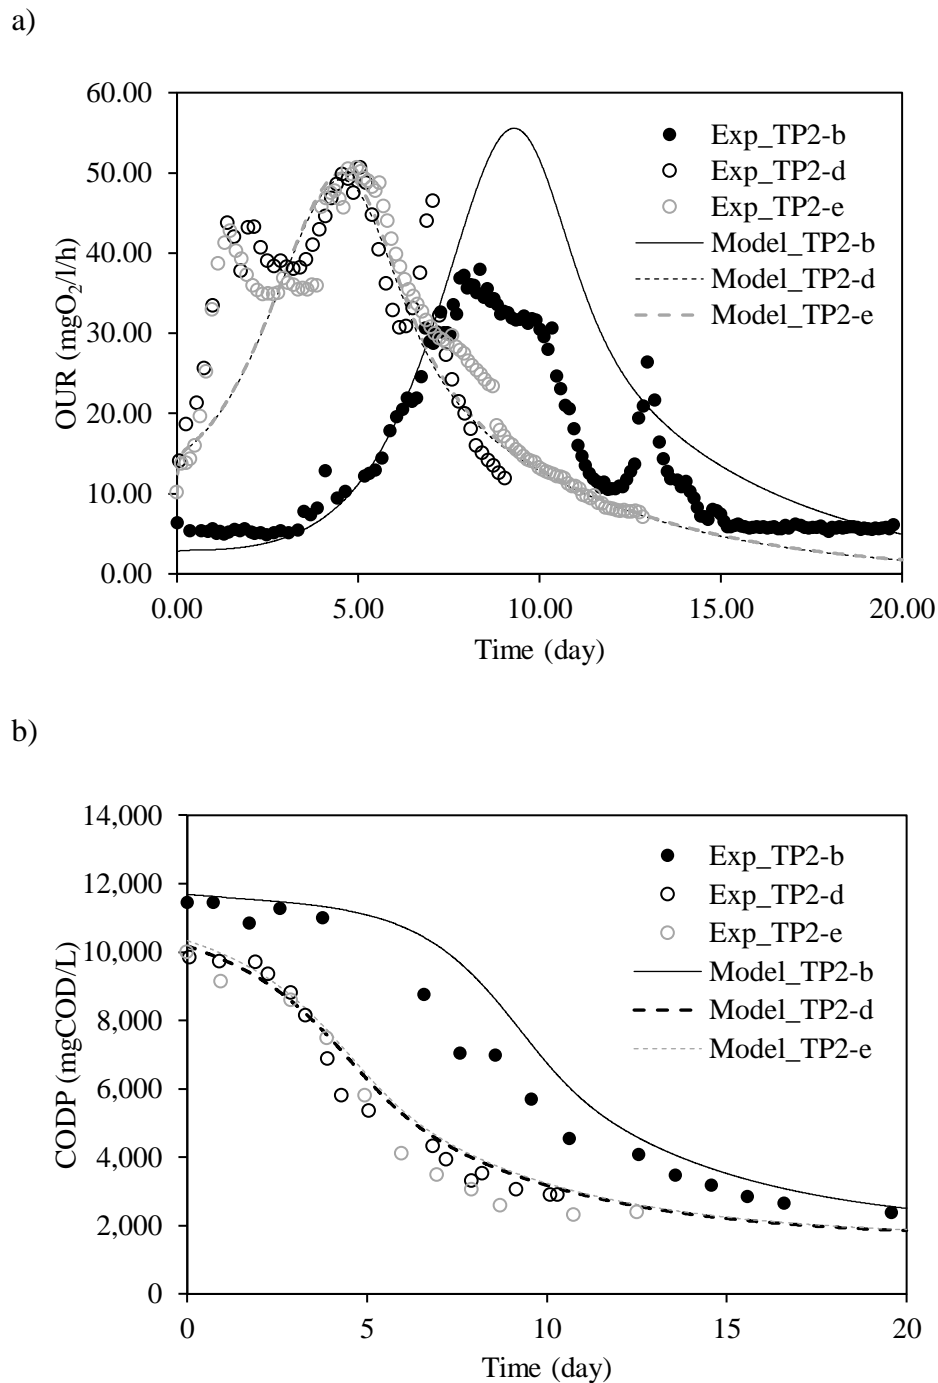 a)
60.00
50.00
40.00
30.00
20.00
10.00
0.00
OUR (mgO₂/l/h)
Exp_TP2-b
Exp_TP2-d
Exp_TP2-e
Model_TP2-b
Model_TP2-d
Model_TP2-e
0.00 5.00 10.00 15.00 20.00
Time (day)
b)
14,000
12,000
10,000
8,000
6,000
4,000
2,000
0
CODP (mgCOD/L)
Exp_TP2-b
Exp_TP2-d
Exp_TP2-e
Model_TP2-b
Model_TP2-d
Model_TP2-e
0 5 10 15 20
Time (day)